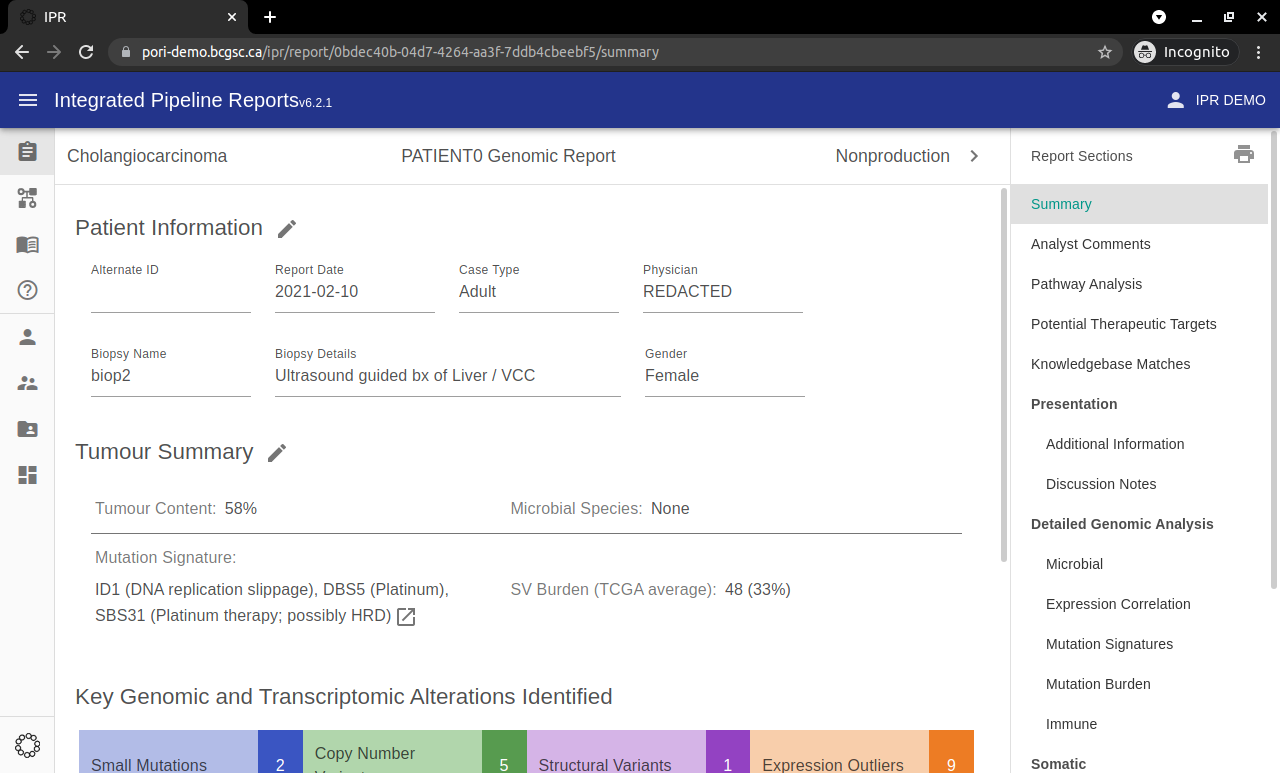 IPR
pori-demo.bcgsc.ca/ipr/report/0bdec40b-04d7-4264-aa3f-7ddb4cbeebf5/summary
Incognito
Integrated Pipeline Reportsv6.2.1
IPR DEMO
Cholangiocarcinoma
PATIENT0 Genomic Report
Nonproduction
Patient Information
Alternate ID
Report Date
2021-02-10
Case Type
Adult
Physician
REDACTED
Biopsy Name
biop2
Biopsy Details
Ultrasound guided bx of Liver / VCC
Gender
Female
Tumour Summary
Tumour Content: 58%
Microbial Species: None
Mutation Signature:
ID1 (DNA replication slippage), DBS5 (Platinum),
SBS31 (Platinum therapy; possibly HRD)
SV Burden (TCGA average): 48 (33%)
Key Genomic and Transcriptomic Alterations Identified
Small Mutations
2
Copy Number
5
Structural Variants
1
Expression Outliers
9
Report Sections
Summary
Analyst Comments
Pathway Analysis
Potential Therapeutic Targets
Knowledgebase Matches
Presentation
Additional Information
Discussion Notes
Detailed Genomic Analysis
Microbial
Expression Correlation
Mutation Signatures
Mutation Burden
Immune
Somatic